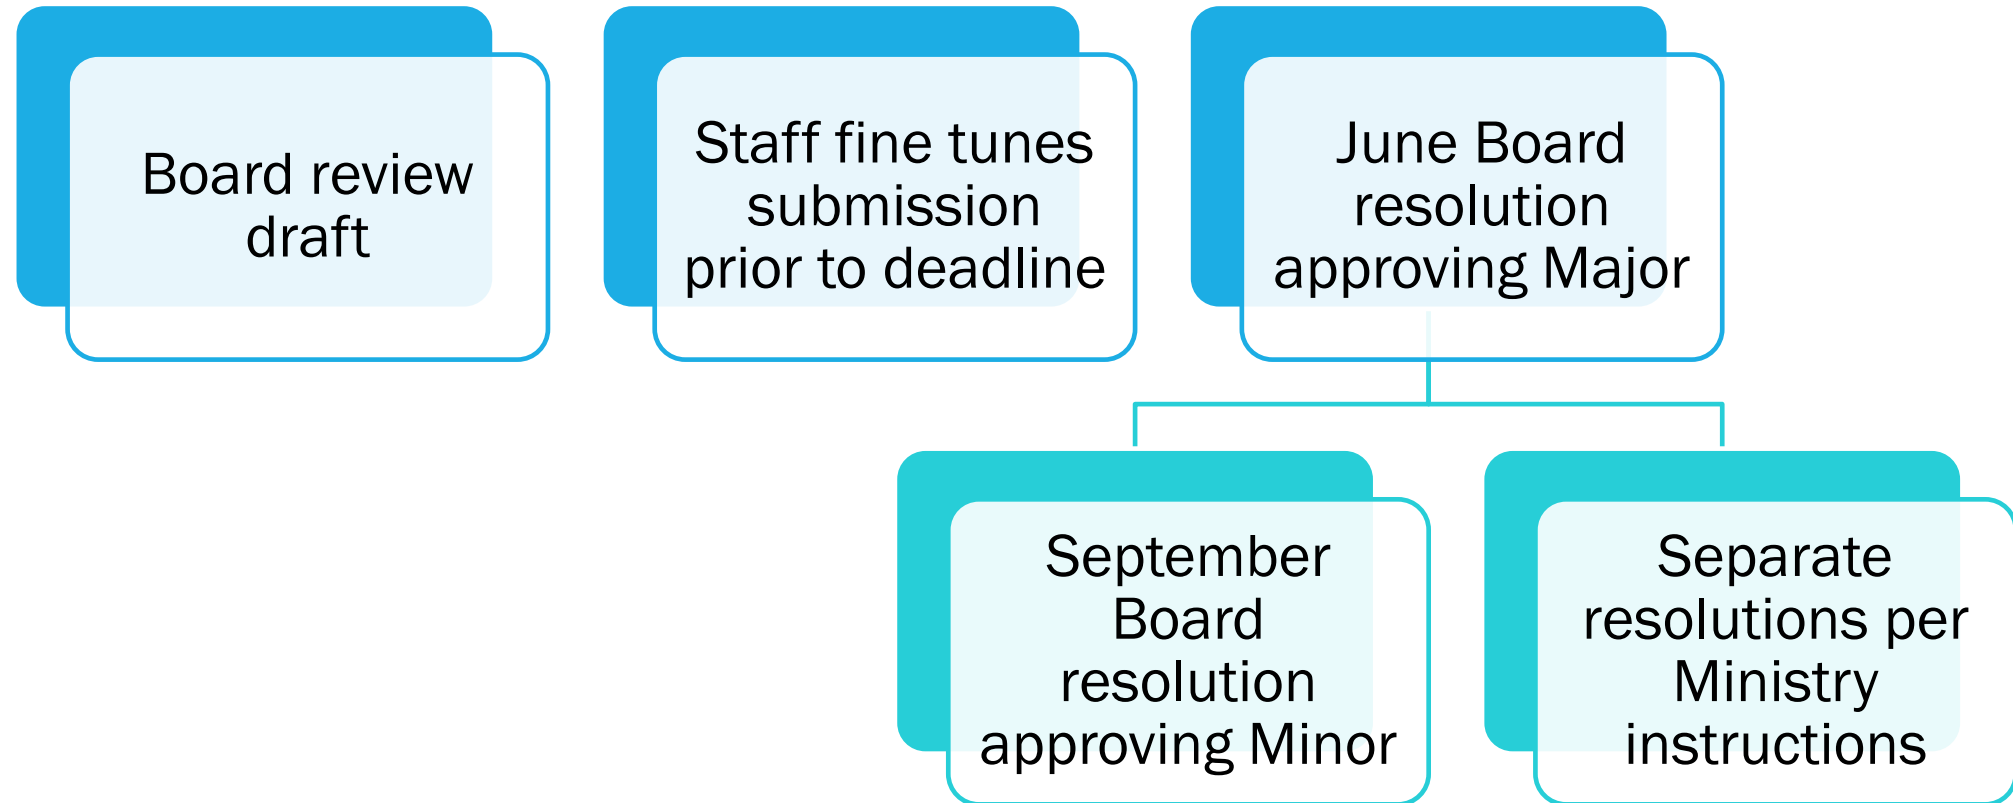 Board review
draft
Staff fine tunes
submission
prior to deadline
June Board
resolution
approving Major
September
Board
resolution
approving Minor
Separate
resolutions per
Ministry
instructions